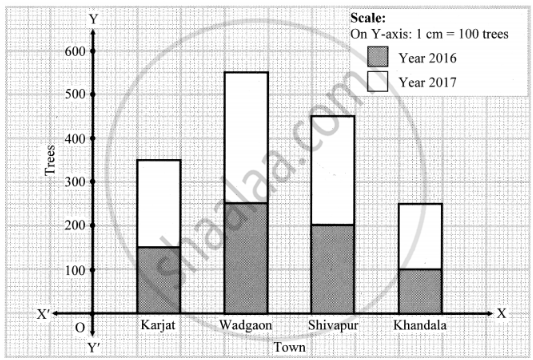 Scale:
On Y-axis: 1 cm = 100 trees
Year 2016
Year 2017
Y
600
500
400
300
200
100
Trees
X′
O
X
Y′
Karjat
Wadgaon
Shivapur
Khandala
Town
shaalaa.com